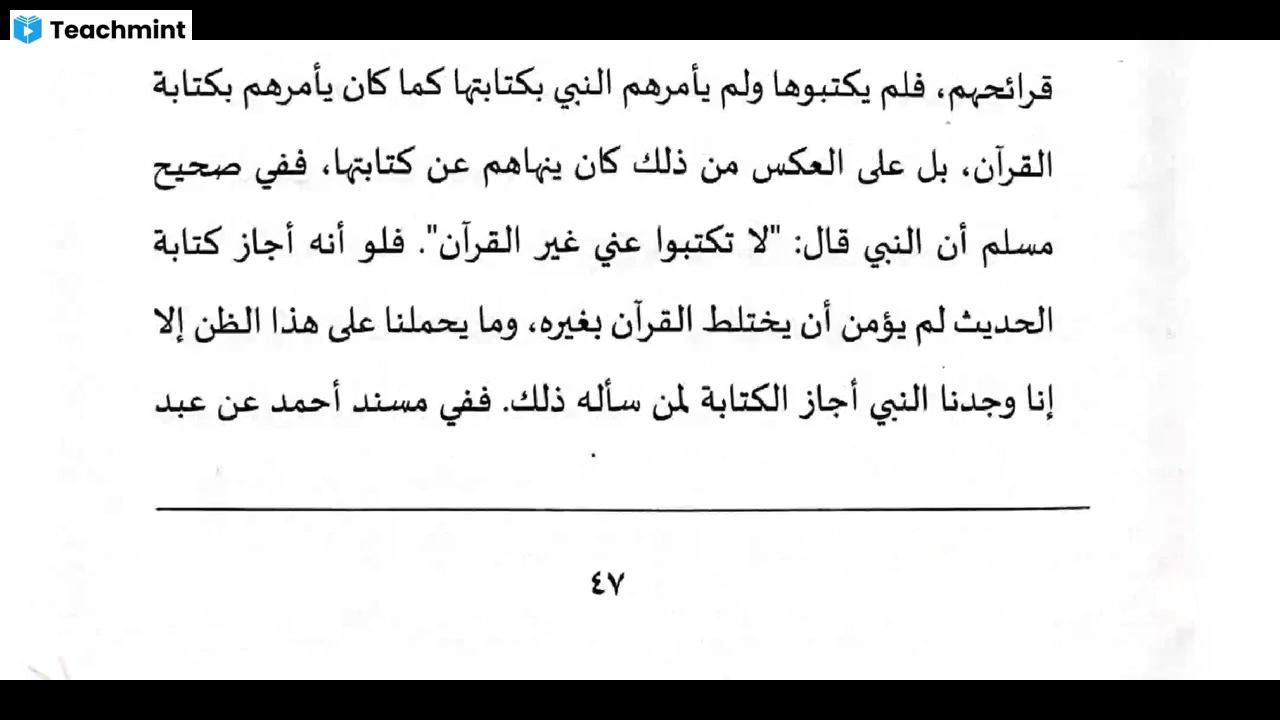 Teachmint
قرائحهم، فلم يكتبوها ولم يأمرهم النبي بكتابتها كما كان يأمرهم بكتابة
القرآن، بل على العكس من ذلك كان ينهاهم عن كتابتها، ففي صحيح
مسلم أن النبي قال: "لا تكتبوا عني غير القرآن". فلو أنه أجاز كتابة
الحديث لم يؤمن أن يختلط القرآن بغيره، وما يحملنا على هذا الظن إلا
إنا وجدنا النبي أجاز الكتابة لمن سأله ذلك. ففي مسند أحمد عن عبد
٤٧